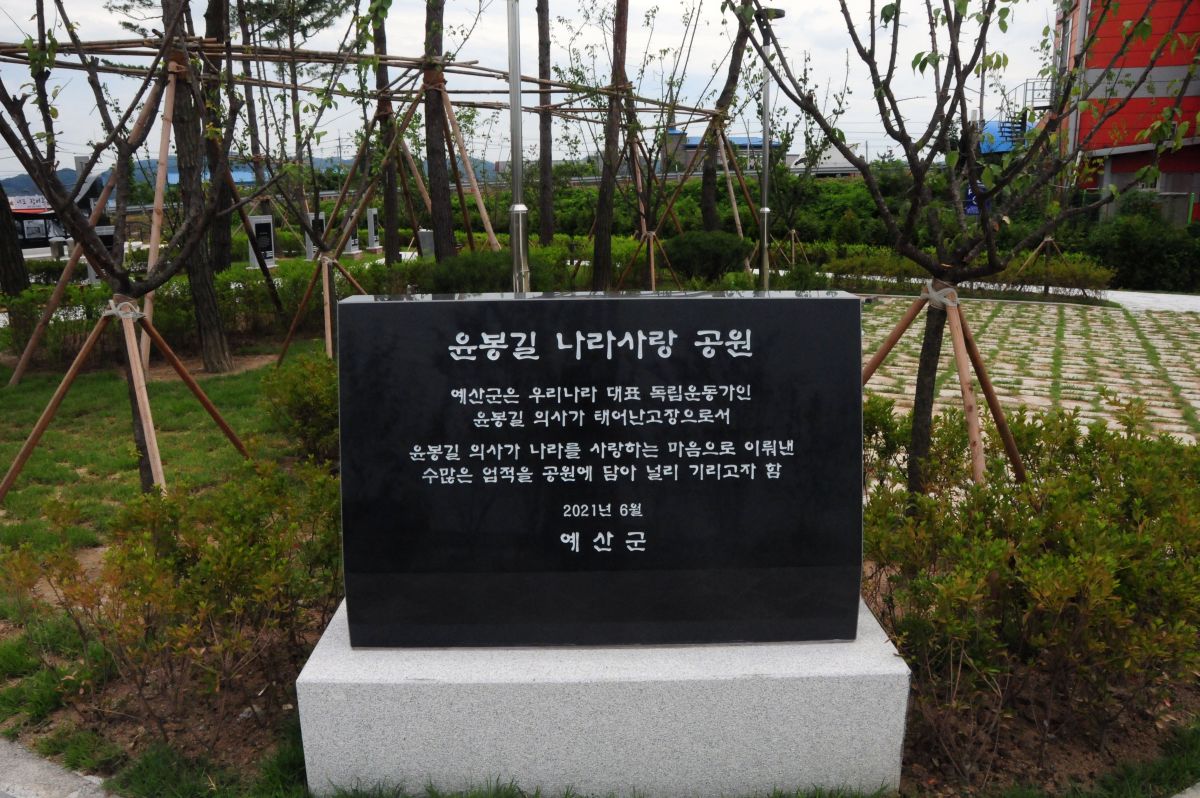 윤봉길 나라사랑 공원
예산군은 우리나라 대표 독립운동가인
윤봉길 의사가 태어난고장으로서
윤봉길 의사가 나라를 사랑하는 마음으로 이뤄낸
수많은 업적을 공원에 담아 널리 기리고자 함
2021년 6월
예산군